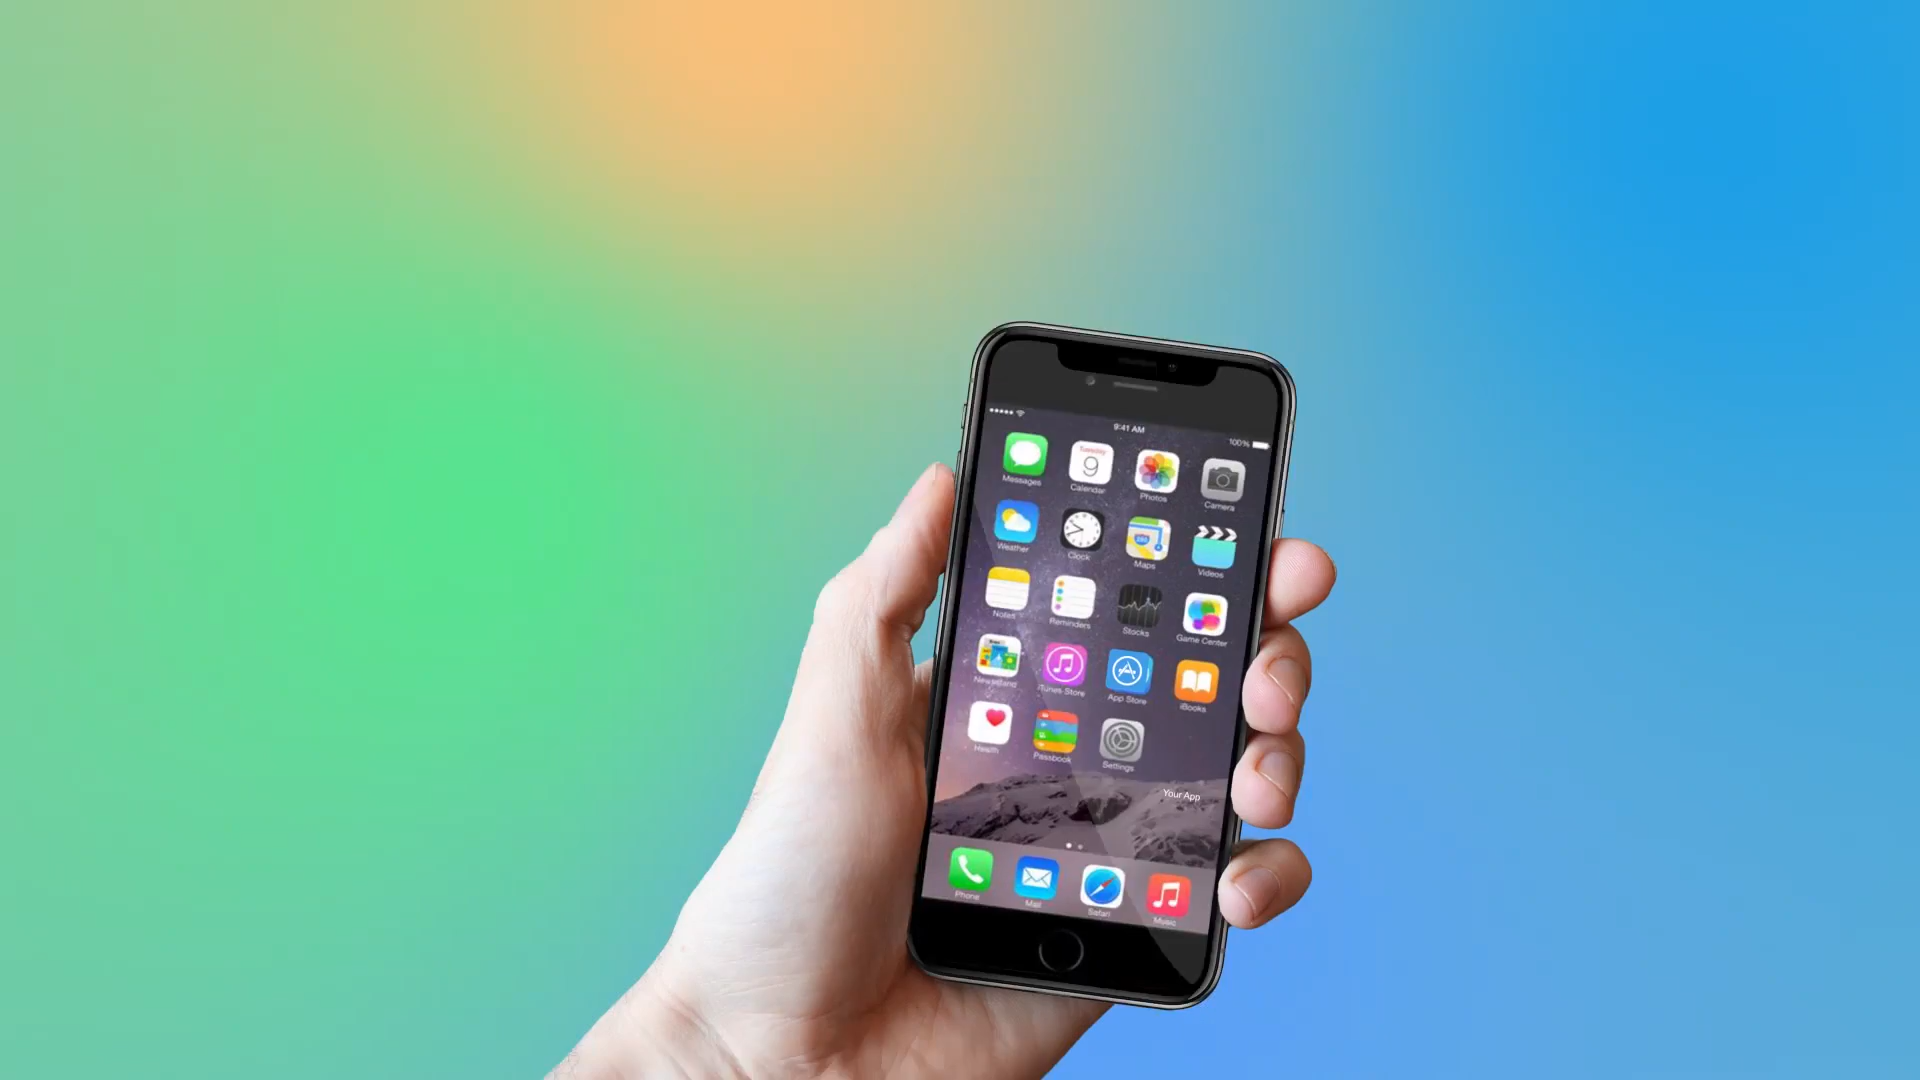 9:41 AM
100%
Tuesday
9
Messages
Calendar
Photos
Camera
Weather
Clock
Maps
Videos
280
Notes
Reminders
Stocks
Game Center
Newsstand
iTunes Store
App Store
iBooks
Health
Passbook
Settings
Your App
Phone
Mail
Safari
Music